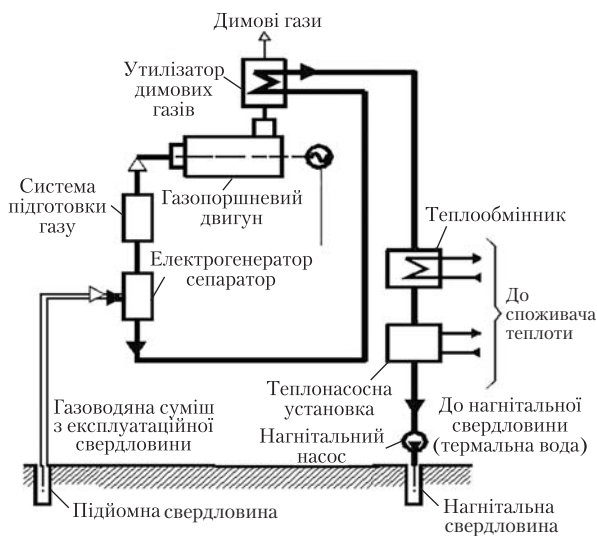 Димові гази
Утилізатор
димових
газів
Система
підготовки
газу
Газопоршневий
двигун
Теплообмінник
Електрогенератор
сепаратор
До
споживача
теплоти
Теплонасосна
установка
Газоводяна суміш
з експлуатаційної
свердловини
До нагнітальної
свердловини
(термальна вода)
Нагнітальний
насос
Підйомна свердловина
Нагнітальна
свердловина